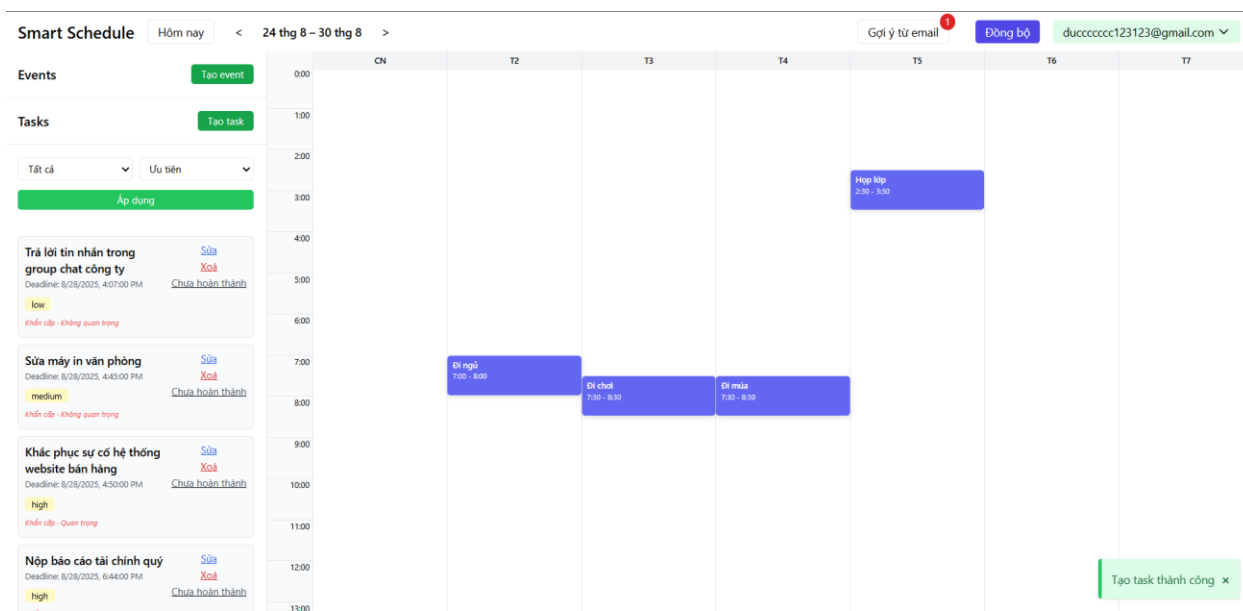 Smart Schedule
Hôm nay
<
24 thg 8 – 30 thg 8
>
Gợi ý từ email
1
Đồng bộ
duccccccc123123@gmail.com
Events
Tạo event
Tasks
Tạo task
Tất cả
Ưu tiên
Áp dụng
Trả lời tin nhắn trong
group chat công ty
Deadline: 8/28/2025, 4:07:00 PM
low
Khẩn cấp - Không quan trọng
Sửa
Xoá
Chưa hoàn thành
Sửa máy in văn phòng
Deadline: 8/28/2025, 4:45:00 PM
medium
Khẩn cấp - Không quan trọng
Sửa
Xoá
Chưa hoàn thành
Khắc phục sự cố hệ thống
website bán hàng
Deadline: 8/28/2025, 4:50:00 PM
high
Khẩn cấp - Quan trọng
Sửa
Xoá
Chưa hoàn thành
Nộp báo cáo tài chính quý
Deadline: 8/28/2025, 6:44:00 PM
high
Sửa
Xoá
Chưa hoàn thành
CN
T2
T3
T4
T5
T6
T7
0:00
1:00
2:00
3:00
4:00
5:00
6:00
7:00
8:00
9:00
10:00
11:00
12:00
13:00
Họp lớp
2:30 - 3:30
Đi ngủ
7:00 - 8:00
Đi chơi
7:30 - 8:30
Đi múa
7:30 - 8:30
Tạo task thành công ×